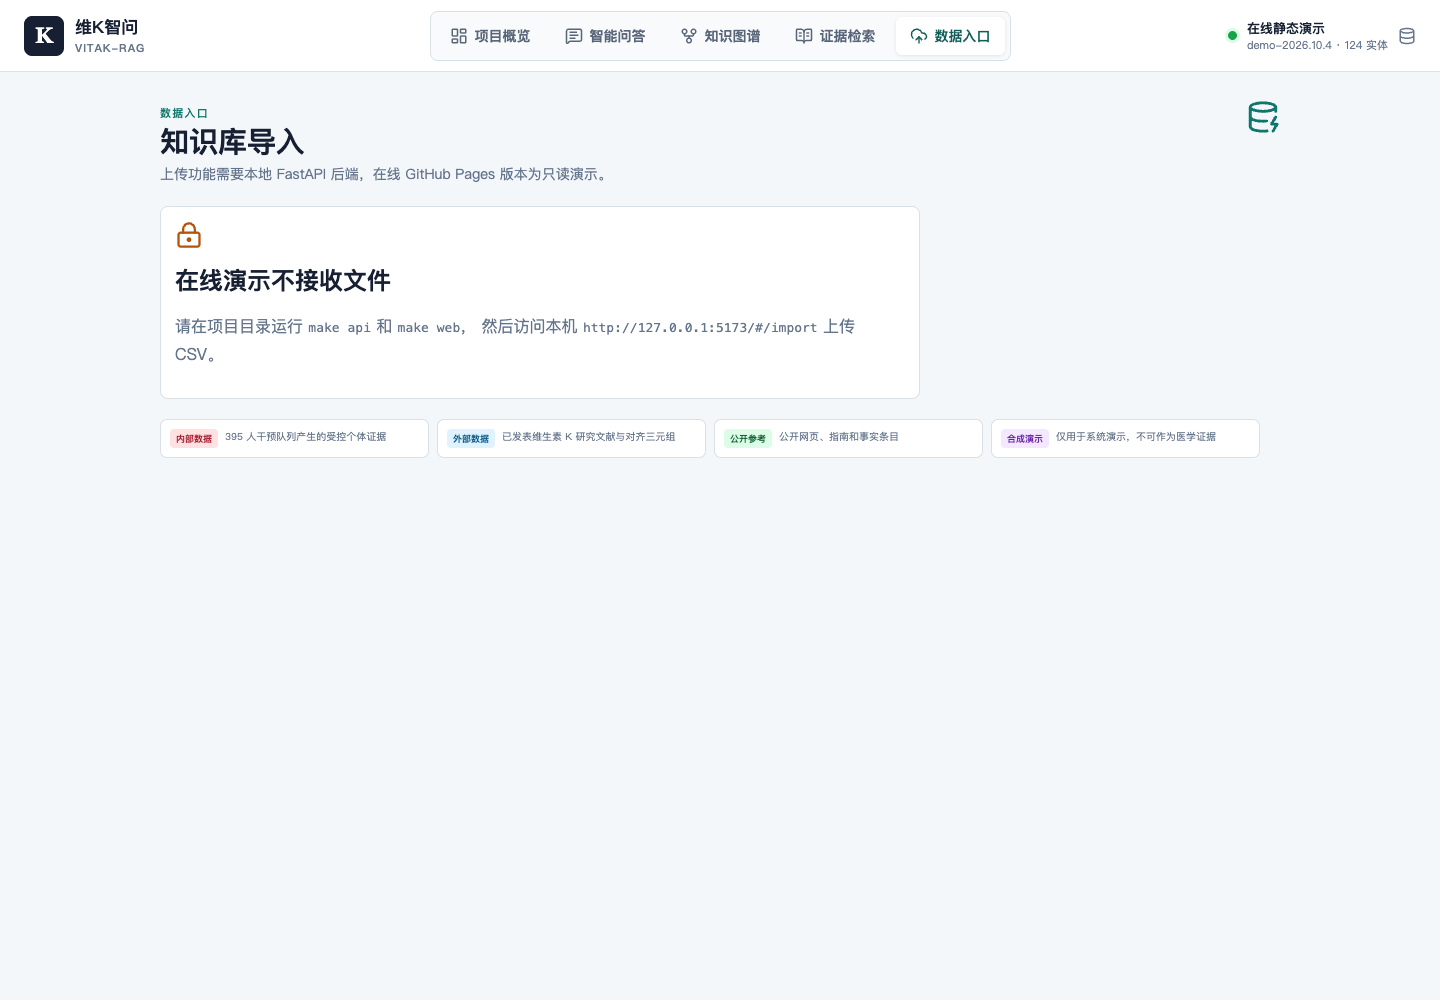 K
维K智问
VITAK-RAG
项目概览
智能问答
知识图谱
证据检索
数据入口
在线静态演示
demo-2026.10.4 · 124 实体
数据入口
知识库导入
上传功能需要本地 FastAPI 后端，在线 GitHub Pages 版本为只读演示。
在线演示不接收文件
请在项目目录运行 make api 和 make web， 然后访问本机 http://127.0.0.1:5173/#/import 上传
CSV。
内部数据 395 人干预队列产生的受控个体证据
外部数据 已发表维生素 K 研究文献与对齐三元组
公开参考 公开网页、指南和事实条目
合成演示 仅用于系统演示，不可作为医学证据